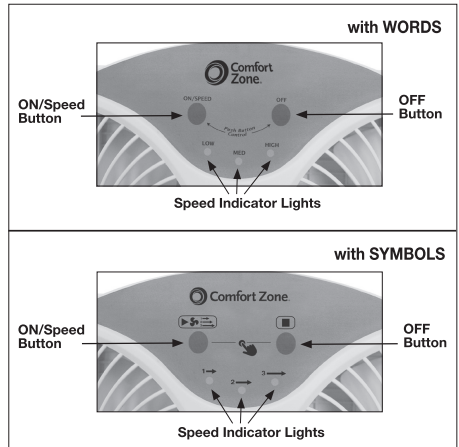 with WORDS
Comfort
Zone™
ON/SPEED
OFF
ON/Speed
Button
OFF
Button
Push Button
Control
LOW
MED
HIGH
Speed Indicator Lights
with SYMBOLS
Comfort Zone
ON/Speed
Button
OFF
Button
1
2
3
Speed Indicator Lights